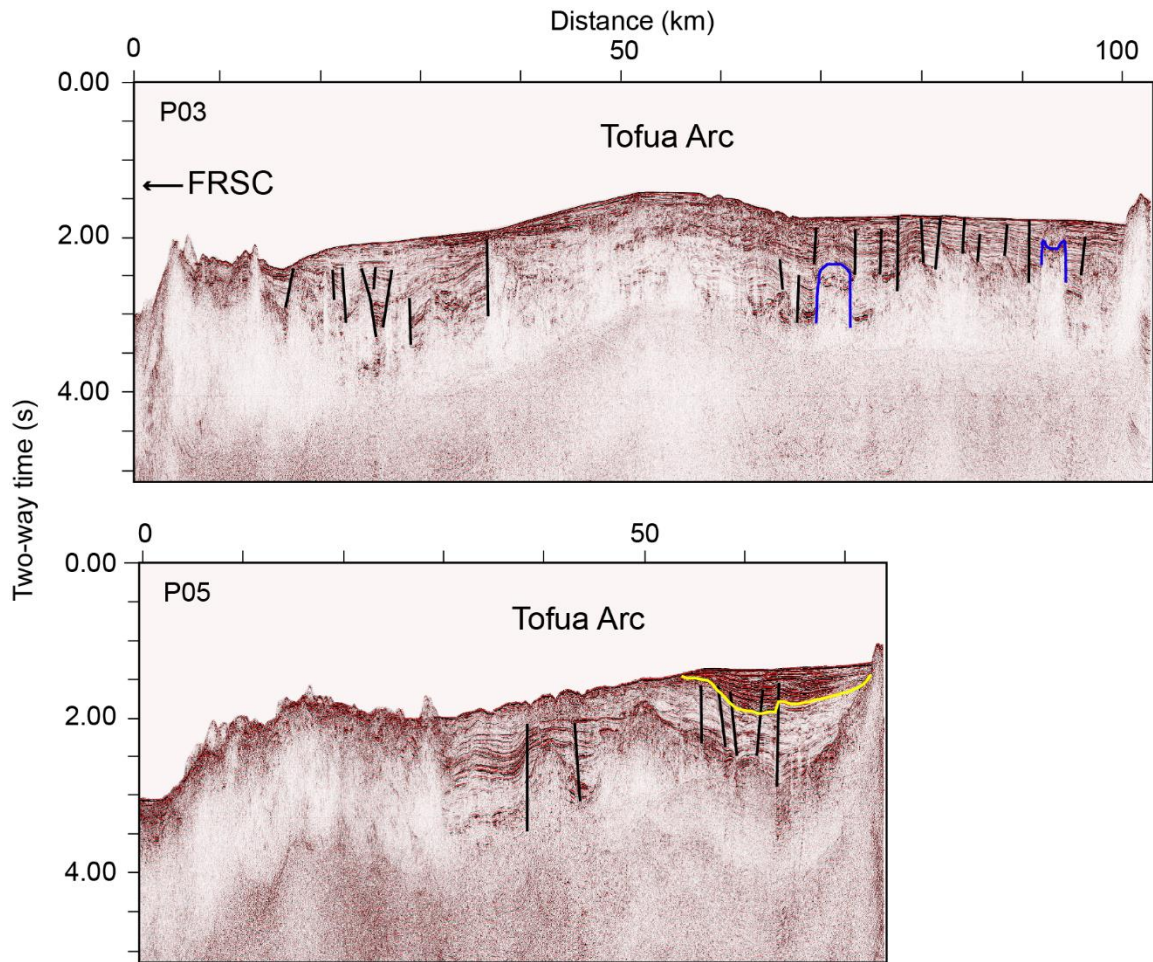 Distance (km)
0 50 100
0.00
P03
Tofua Arc
← FRSC
2.00
4.00
Two-way time (s)
0 50
0.00
P05
Tofua Arc
2.00
4.00